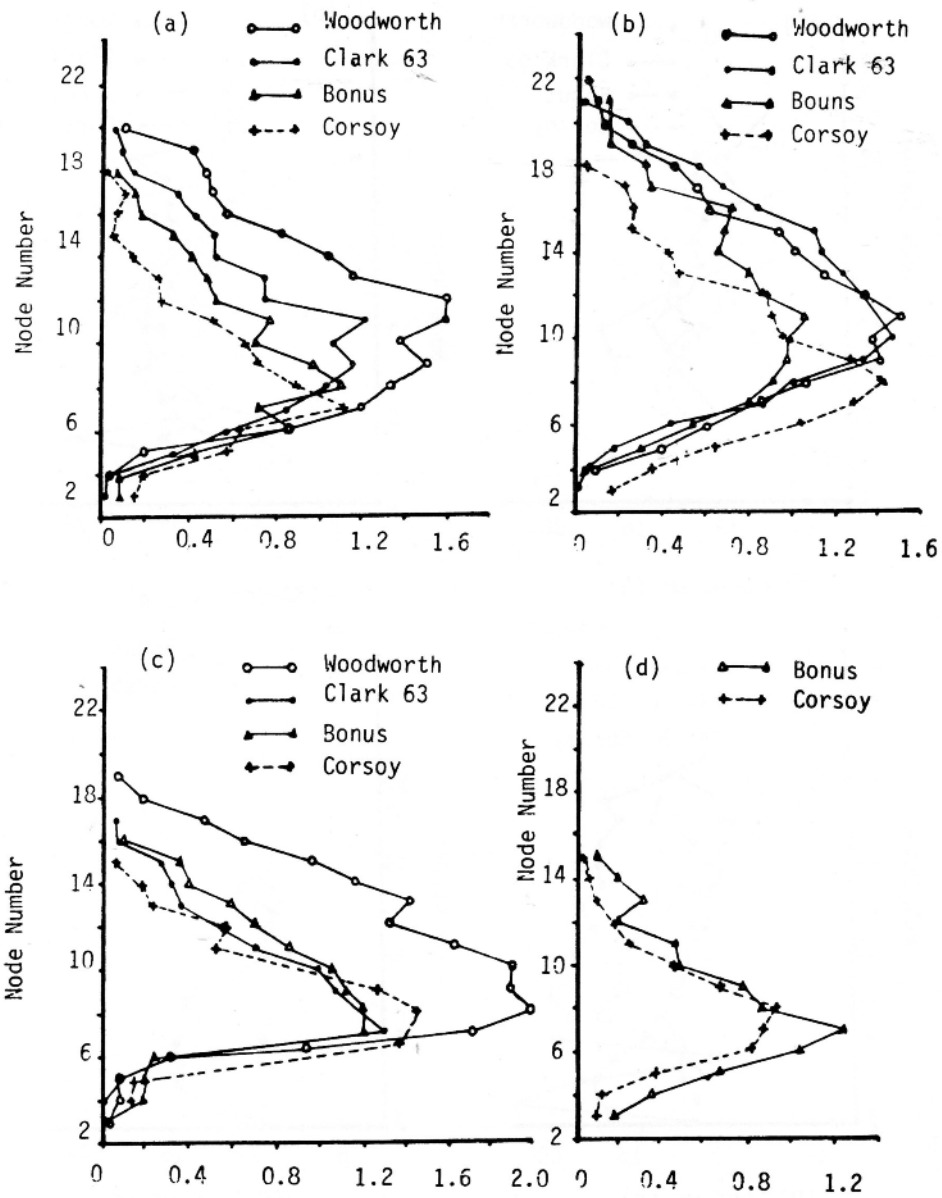 (a)
Woodworth
Clark 63
Bonus
Corsoy
Node Number
22
18
14
10
6
2
0 0.4 0.8 1.2 1.6
(b)
Woodworth
Clark 63
Bouns
Corsoy
Node Number
22
18
14
10
6
2
0 0.4 0.8 1.2 1.6
(c)
Woodworth
Clark 63
Bonus
Corsoy
Node Number
22
18
14
10
6
2
0 0.4 0.8 1.2 1.6 2.0
(d)
Bonus
Corsoy
Node Number
22
18
14
10
6
2
0 0.4 0.8 1.2